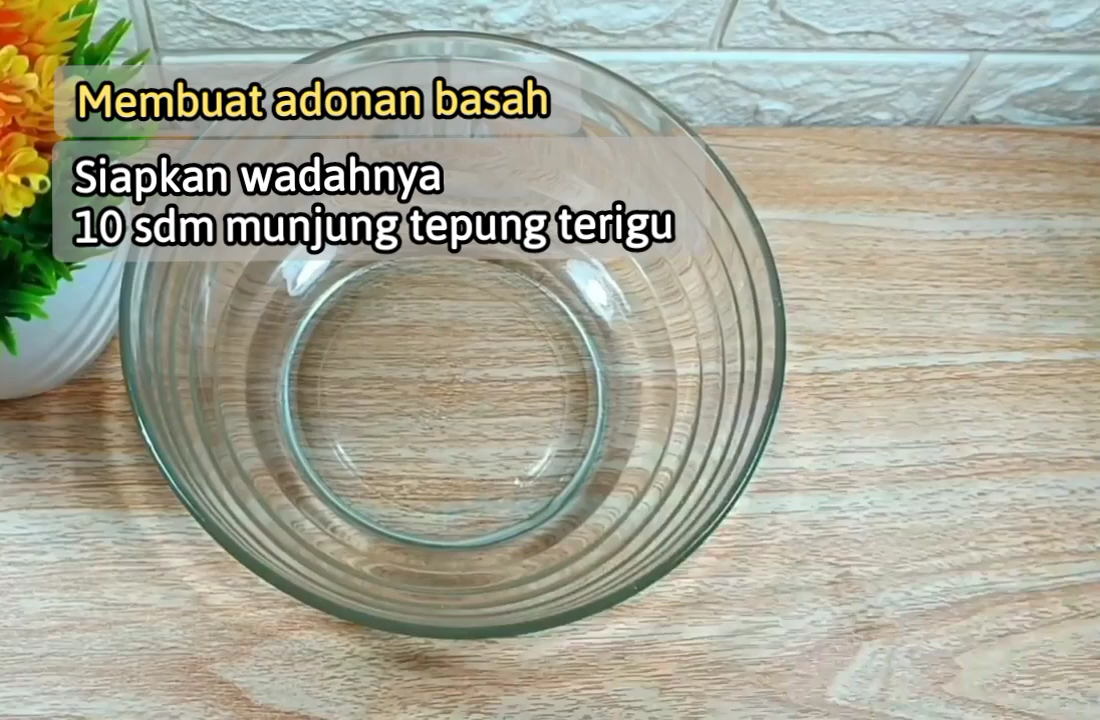 Membuat adonan basah
Siapkan wadahnya
10 sdm munjung tepung terigu